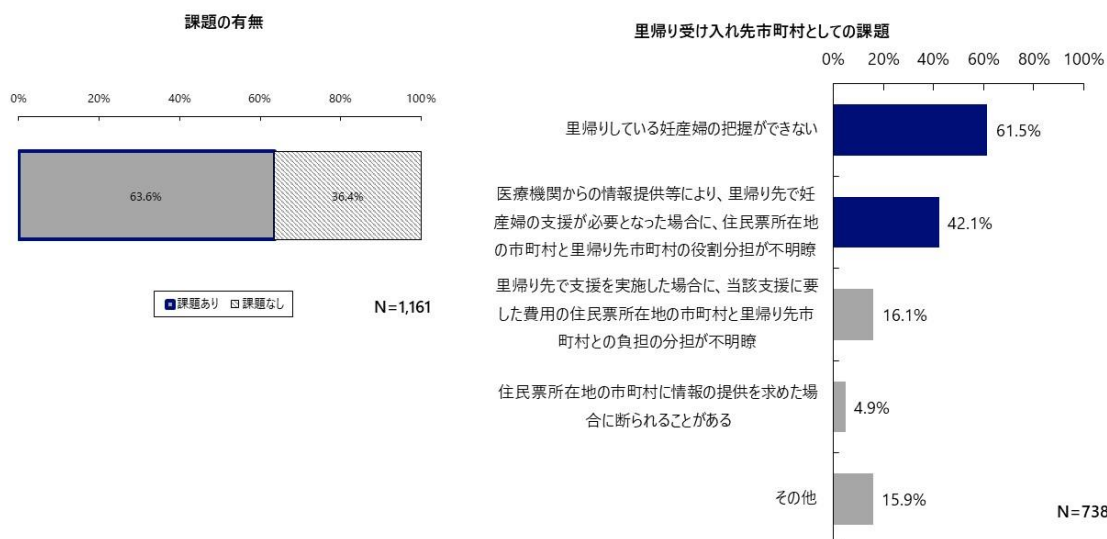 課題の有無
0% 20% 40% 60% 80% 100%
63.6% 36.4%
課題あり 課題なし
N=1,161
里帰り受け入れ先市町村としての課題
0% 20% 40% 60% 80% 100%
里帰りしている妊産婦の把握ができない
61.5%
医療機関からの情報提供等により、里帰り先で妊
産婦の支援が必要となった場合に、住民票所在地
の市町村と里帰り先市町村の役割分担が不明瞭
42.1%
里帰り先で支援を実施した場合に、当該支援に要
した費用の住民票所在地の市町村と里帰り先市
町村との負担の分担が不明瞭
16.1%
住民票所在地の市町村に情報の提供を求めた場
合に断られることがある
4.9%
その他
15.9%
N=738